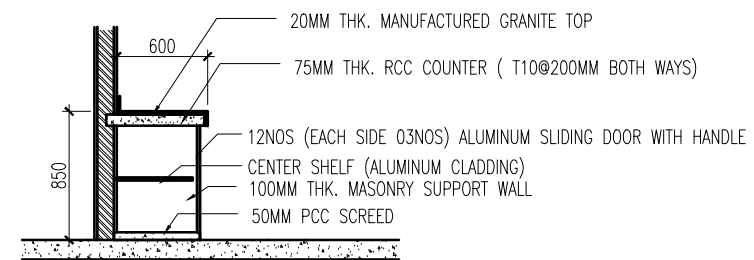 20MM THK. MANUFACTURED GRANITE TOP
600
75MM THK. RCC COUNTER ( T10@200MM BOTH WAYS)
12NOS (EACH SIDE 03NOS) ALUMINUM SLIDING DOOR WITH HANDLE
CENTER SHELF (ALUMINUM CLADDING)
850
100MM THK. MASONRY SUPPORT WALL
50MM PCC SCREED